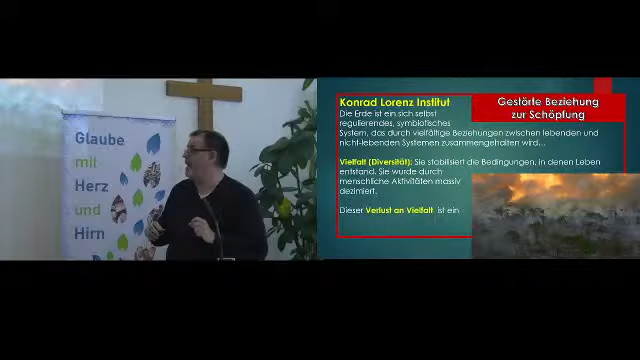 Glaube
mit
Herz
und
Hirn
Gestörte Beziehung
zur Schöpfung
Konrad Lorenz Institut
Die Erde ist ein sich selbst
regulierendes, symbiotisches
System, das durch vielfältige Beziehungen zwischen lebenden und
nicht-lebenden Systemen zusammengehalten wird...
Vielfalt (Diversität): Sie stabilisiert die Bedingungen, in denen Leben
entstand. Sie wurde durch
menschliche Aktivitäten massiv
dezimiert.
Dieser Verlust an Vielfalt ist ein